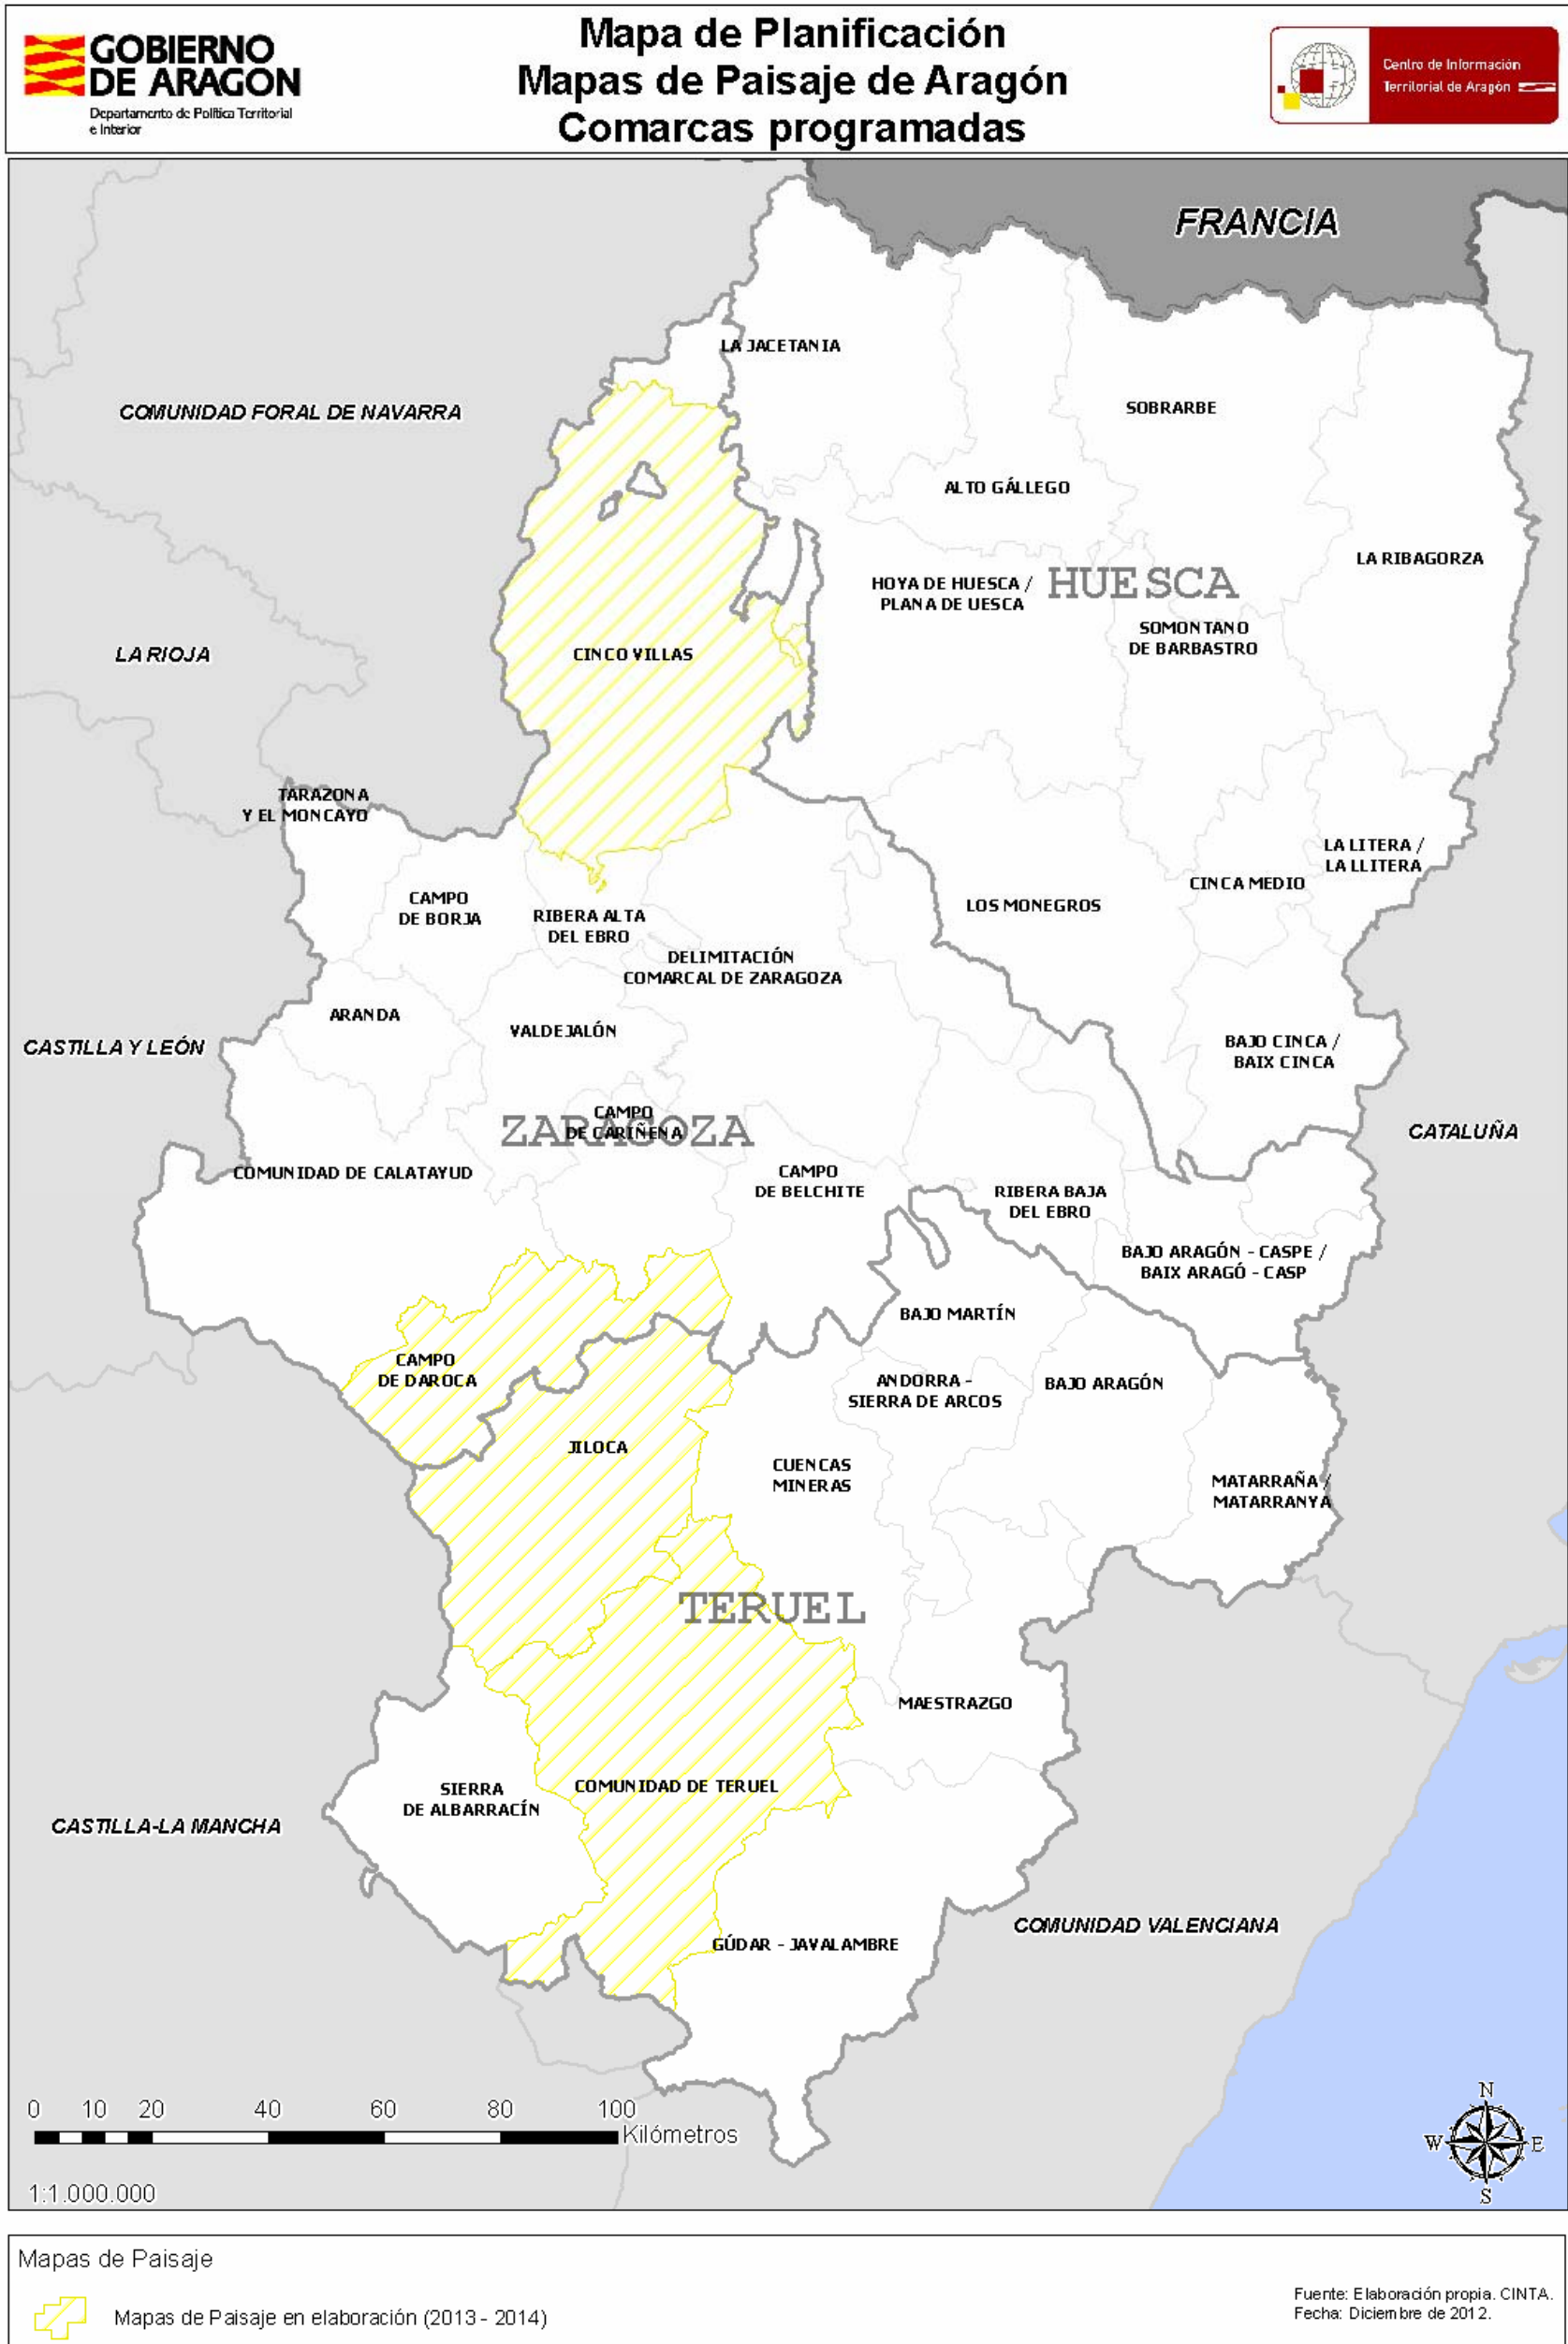 GOBIERNO
DE ARAGON
Departamento de Política Territorial
e Interior
Mapa de Planificación
Mapas de Paisaje de Aragón
Comarcas programadas
Centro de Información
Territorial de Aragón
FRANCIA
LA JACETANIA
COMUNIDAD FORAL DE NAVARRA
SOBRARBE
ALTO GÁLLEGO
LA RIBAGORZA
HOYA DE HUESCA /
PLANA DE UESCA
HUESCA
SOMONTANO
DE BARBASTRO
LA RIOJA
CINCO VILLAS
TARAZONA
Y EL MONCAYO
LA LITERA /
LA LLITERA
CINCA MEDIO
CAMPO
DE BORJA
RIBERA ALTA
DEL EBRO
LOS MONEGROS
DELIMITACIÓN
COMARCAL DE ZARAGOZA
ARANDA
VALDEJALÓN
CASTILLA Y LEÓN
BAJO CINCA /
BAIX CINCA
CAMPO
DE CARIÑENA
ZARAGOZA
CATALUÑA
COMUNIDAD DE CALATAYUD
CAMPO
DE BELCHITE
RIBERA BAJA
DEL EBRO
BAJO ARAGÓN - CASPE /
BAIX ARAGÓ - CASP
BAJO MARTÍN
CAMPO
DE DAROCA
ANDORRA -
SIERRA DE ARCOS
BAJO ARAGÓN
JILOCA
CUENCAS
MINERAS
MATARRAÑA /
MATARRANYA
TERUEL
MAESTRAZGO
SIERRA
DE ALBARRACÍN
COMUNIDAD DE TERUEL
CASTILLA-LA MANCHA
COMUNIDAD VALENCIANA
GÚDAR - JAVALAMBRE
0 10 20 40 60 80 100
Kilómetros
1:1.000.000
N
W E
S
Mapas de Paisaje
Mapas de Paisaje en elaboración (2013 - 2014)
Fuente: Elaboración propia. CINTA.
Fecha: Diciembre de 2012.